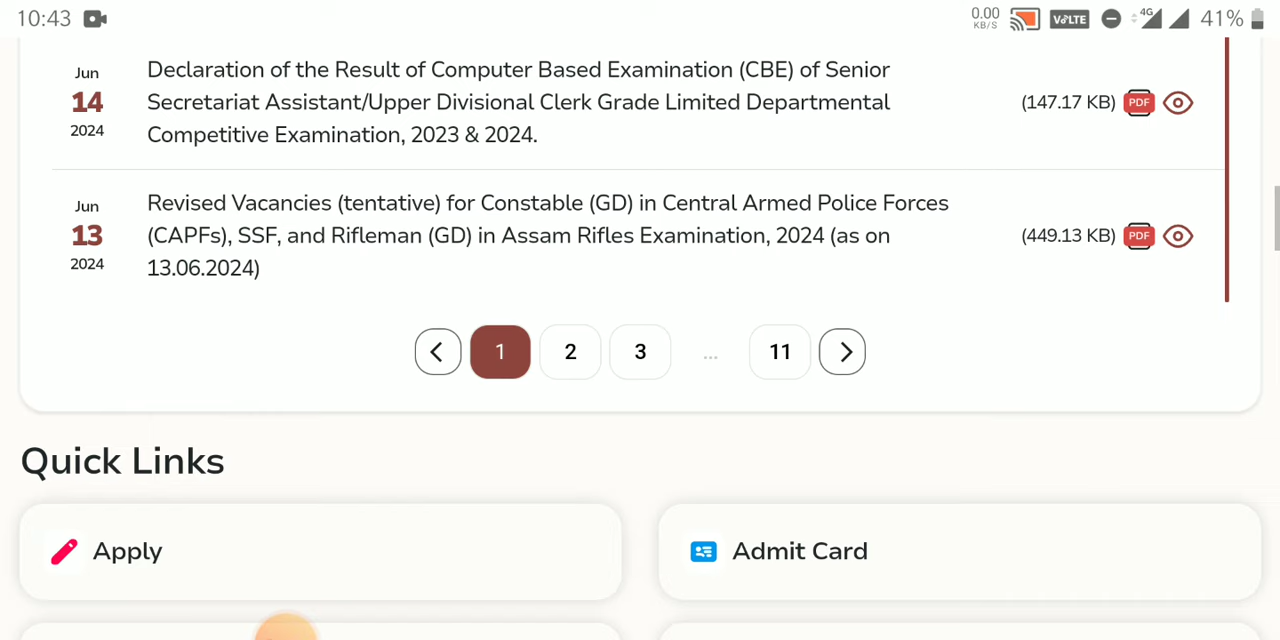 10:43 0.00 KB/S VoLTE 4G 41%
Jun
14
2024
Declaration of the Result of Computer Based Examination (CBE) of Senior
Secretariat Assistant/Upper Divisional Clerk Grade Limited Departmental
Competitive Examination, 2023 & 2024.
(147.17 KB) PDF
Jun
13
2024
Revised Vacancies (tentative) for Constable (GD) in Central Armed Police Forces
(CAPFs), SSF, and Rifleman (GD) in Assam Rifles Examination, 2024 (as on
13.06.2024)
(449.13 KB) PDF
1 2 3 ... 11
Quick Links
Apply
Admit Card